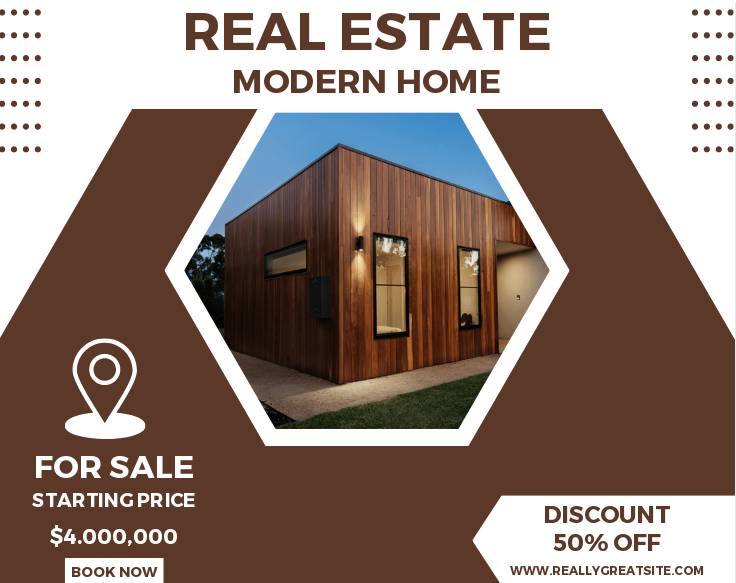 REAL ESTATE
MODERN HOME
FOR SALE
STARTING PRICE
$4.000,000
BOOK NOW
DISCOUNT
50% OFF
WWW.REALLYGREATSITE.COM